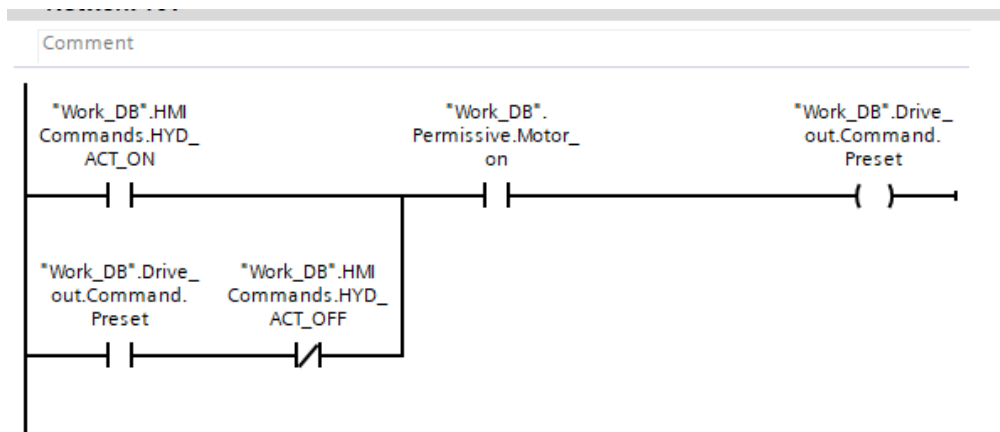 Comment
"Work_DB".HMI
Commands.HYD_
ACT_ON
"Work_DB".
Permissive.Motor_
on
"Work_DB".Drive_
out.Command.
Preset
"Work_DB".Drive_
out.Command.
Preset
"Work_DB".HMI
Commands.HYD_
ACT_OFF